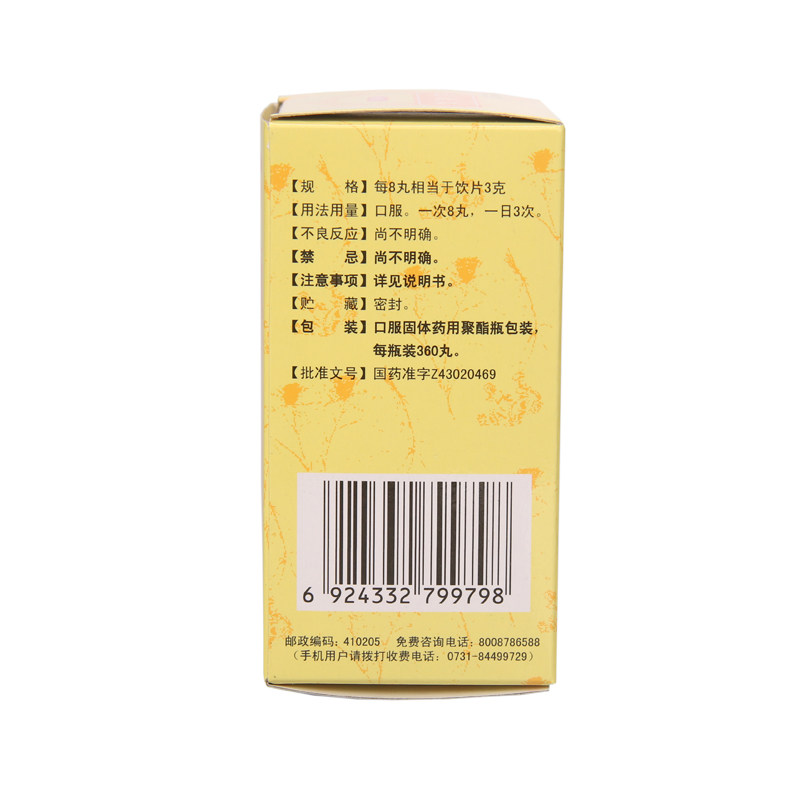 【规　　格】每8丸相当于饮片3克
【用法用量】口服。一次8丸，一日3次。
【不良反应】尚不明确。
【禁　　忌】尚不明确。
【注意事项】详见说明书。
【贮　　藏】密封。
【包　　装】口服固体药用聚酯瓶包装，
每瓶装360丸。
【批准文号】国药准字Z43020469
6 924332 799798
邮政编码：410205　免费咨询电话：8008786588
（手机用户请拨打收费电话：0731-84499729）